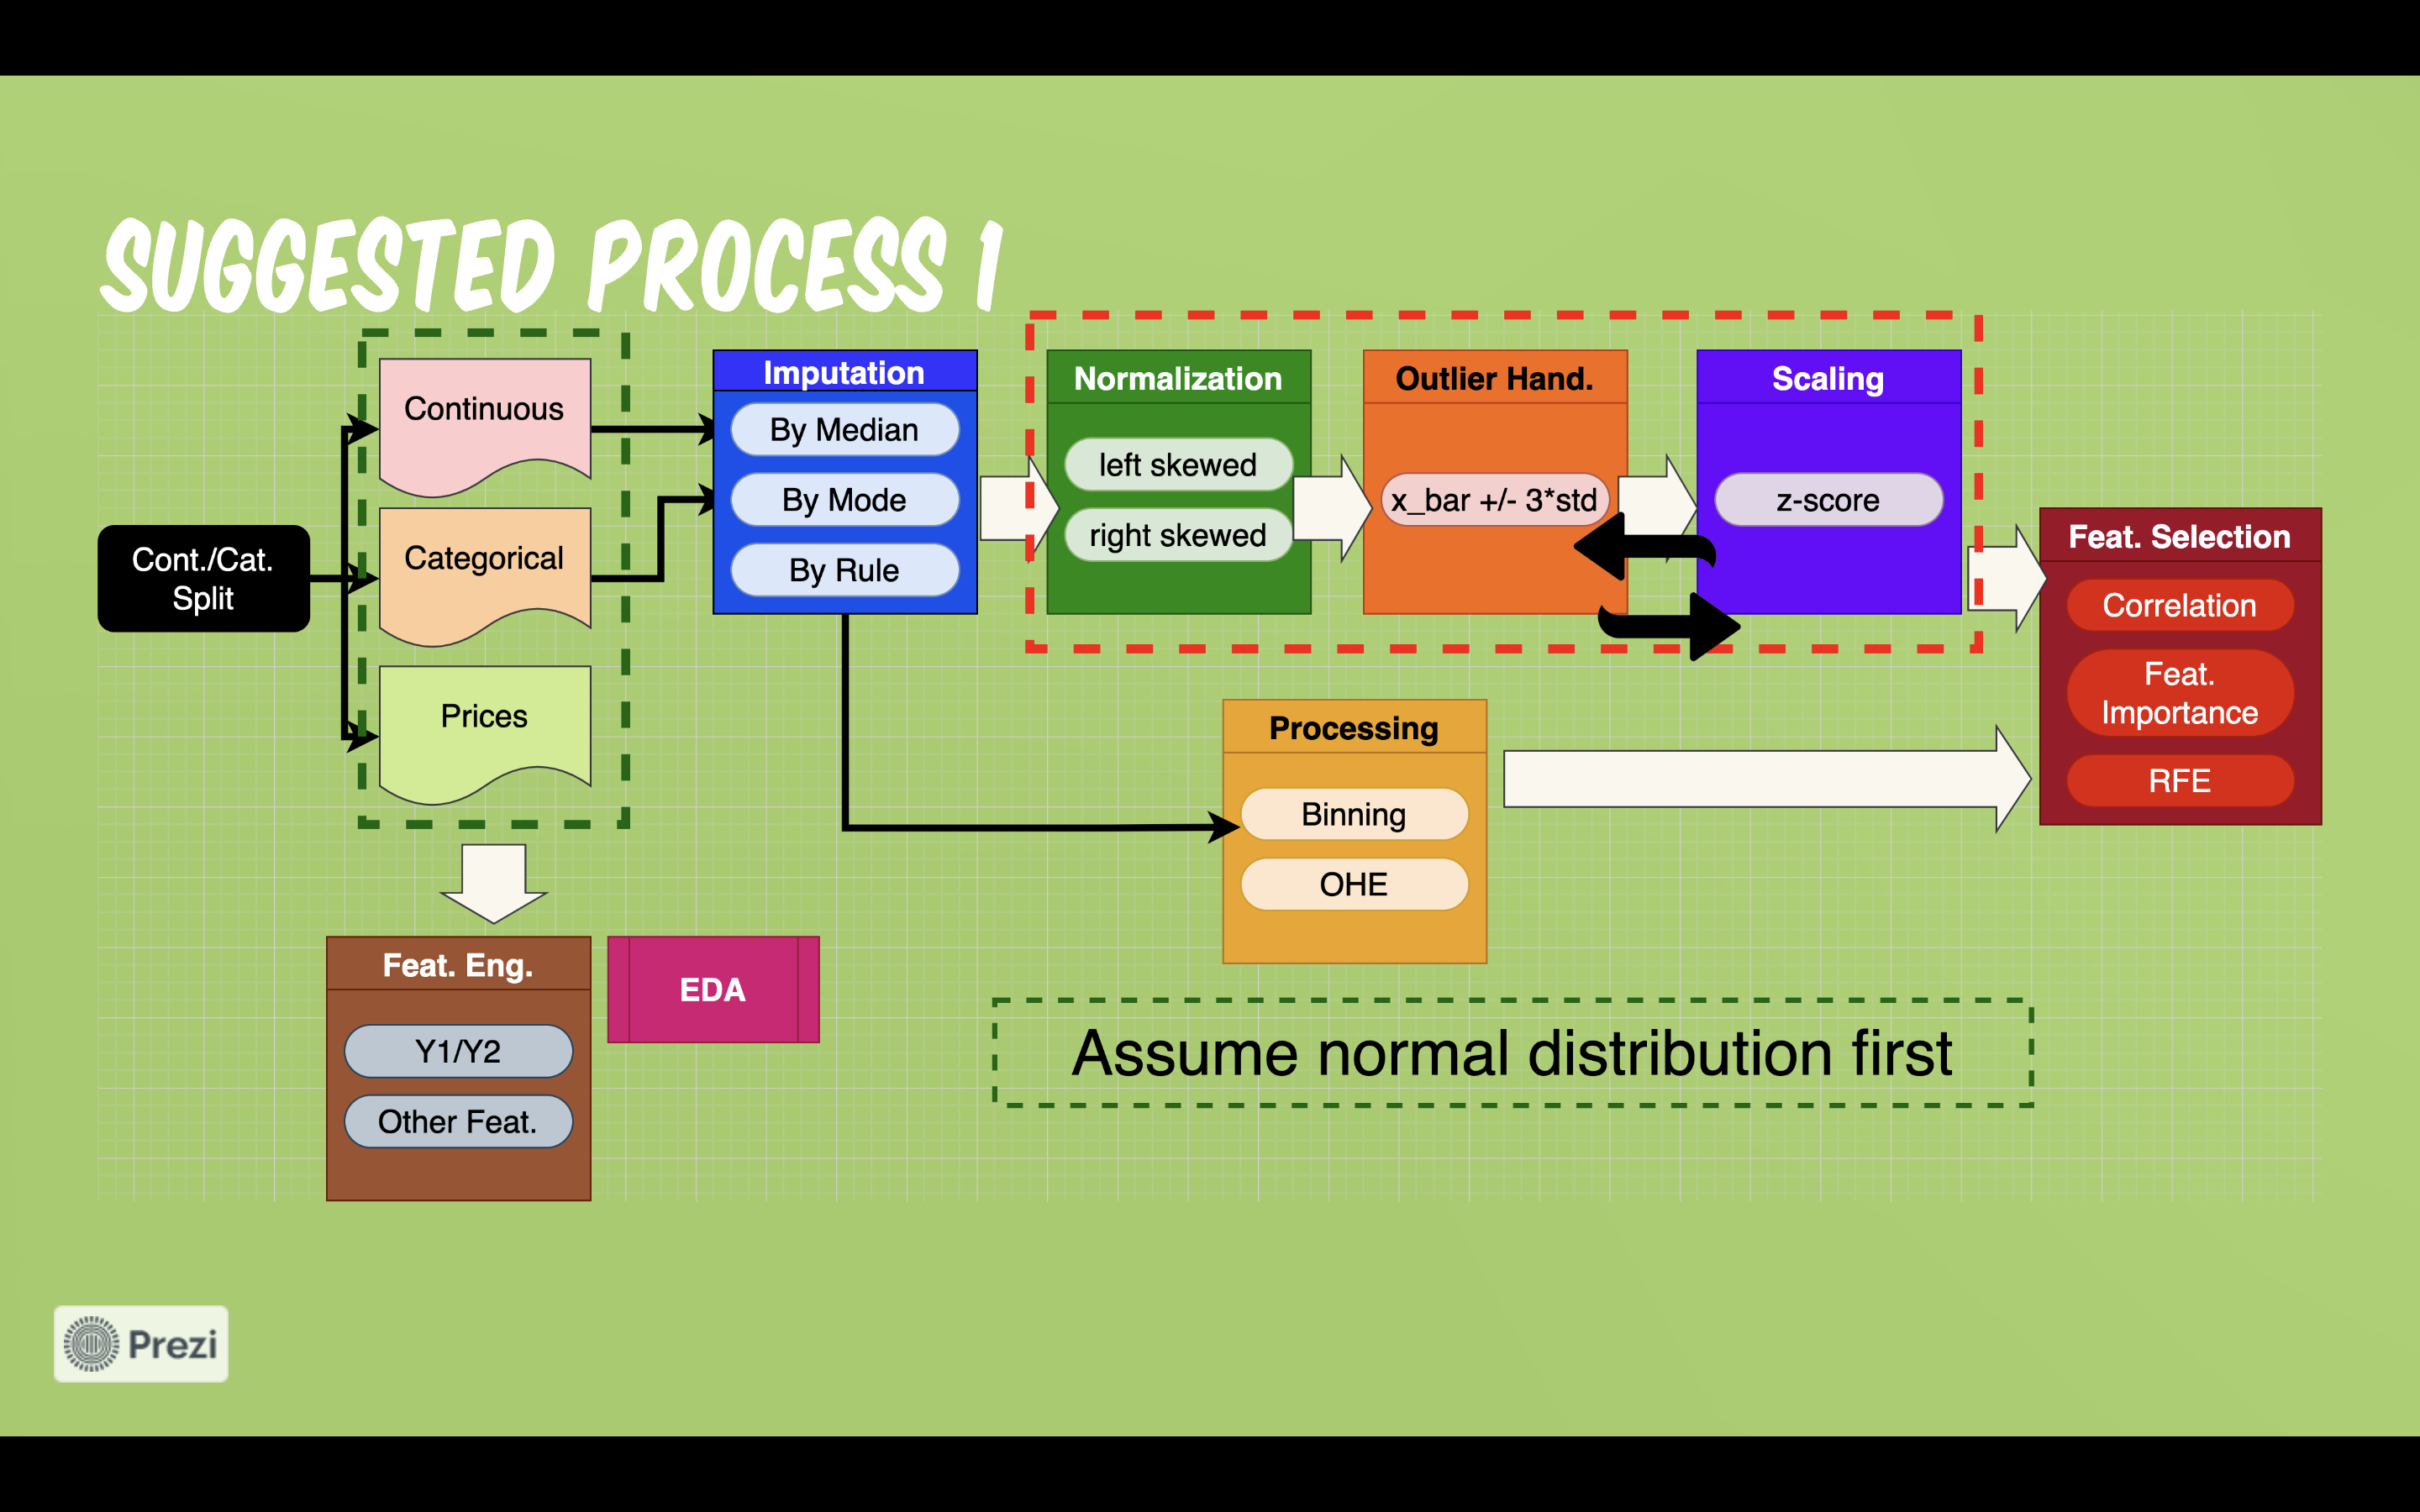 SUGGESTED PROCESS 1
Cont./Cat.
Split
Continuous
Categorical
Prices
Imputation
By Median
By Mode
By Rule
Normalization
left skewed
right skewed
Outlier Hand.
x_bar +/- 3*std
Scaling
z-score
Feat. Selection
Correlation
Feat.
Importance
RFE
Processing
Binning
OHE
Feat. Eng.
Y1/Y2
Other Feat.
EDA
Assume normal distribution first
Prezi